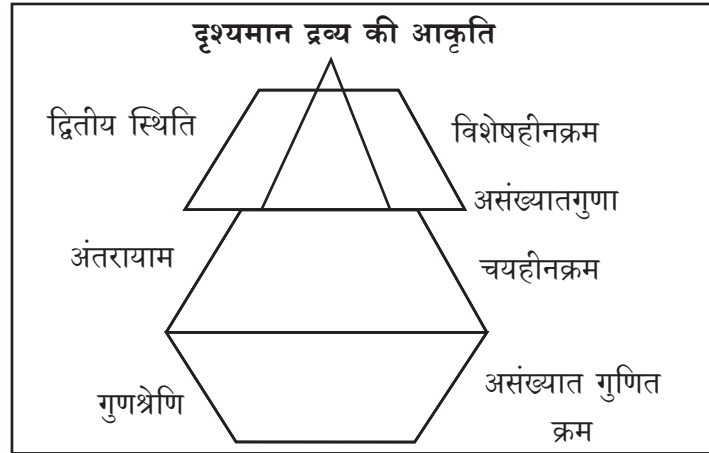 दृश्यमान द्रव्य की आकृति
द्वितीय स्थिति
विशेषहीनक्रम
असंख्यातगुणा
अंतरायाम
चयहीनक्रम
गुणश्रेणि
असंख्यात गुणित
क्रम